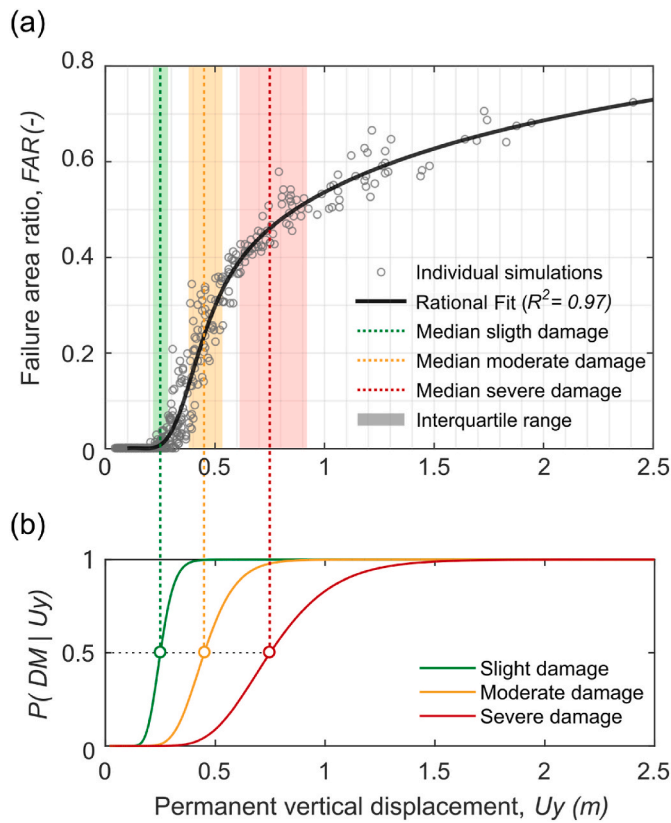 (a)
0.8
0.6
0.4
0.2
0
Failure area ratio, FAR (-)
Individual simulations
Rational Fit (R² = 0.97)
Median sligth damage
Median moderate damage
Median severe damage
Interquartile range
0 0.5 1 1.5 2 2.5
(b)
1
0.5
0
P( DM | Uy)
Slight damage
Moderate damage
Severe damage
0 0.5 1 1.5 2 2.5
Permanent vertical displacement, Uy (m)